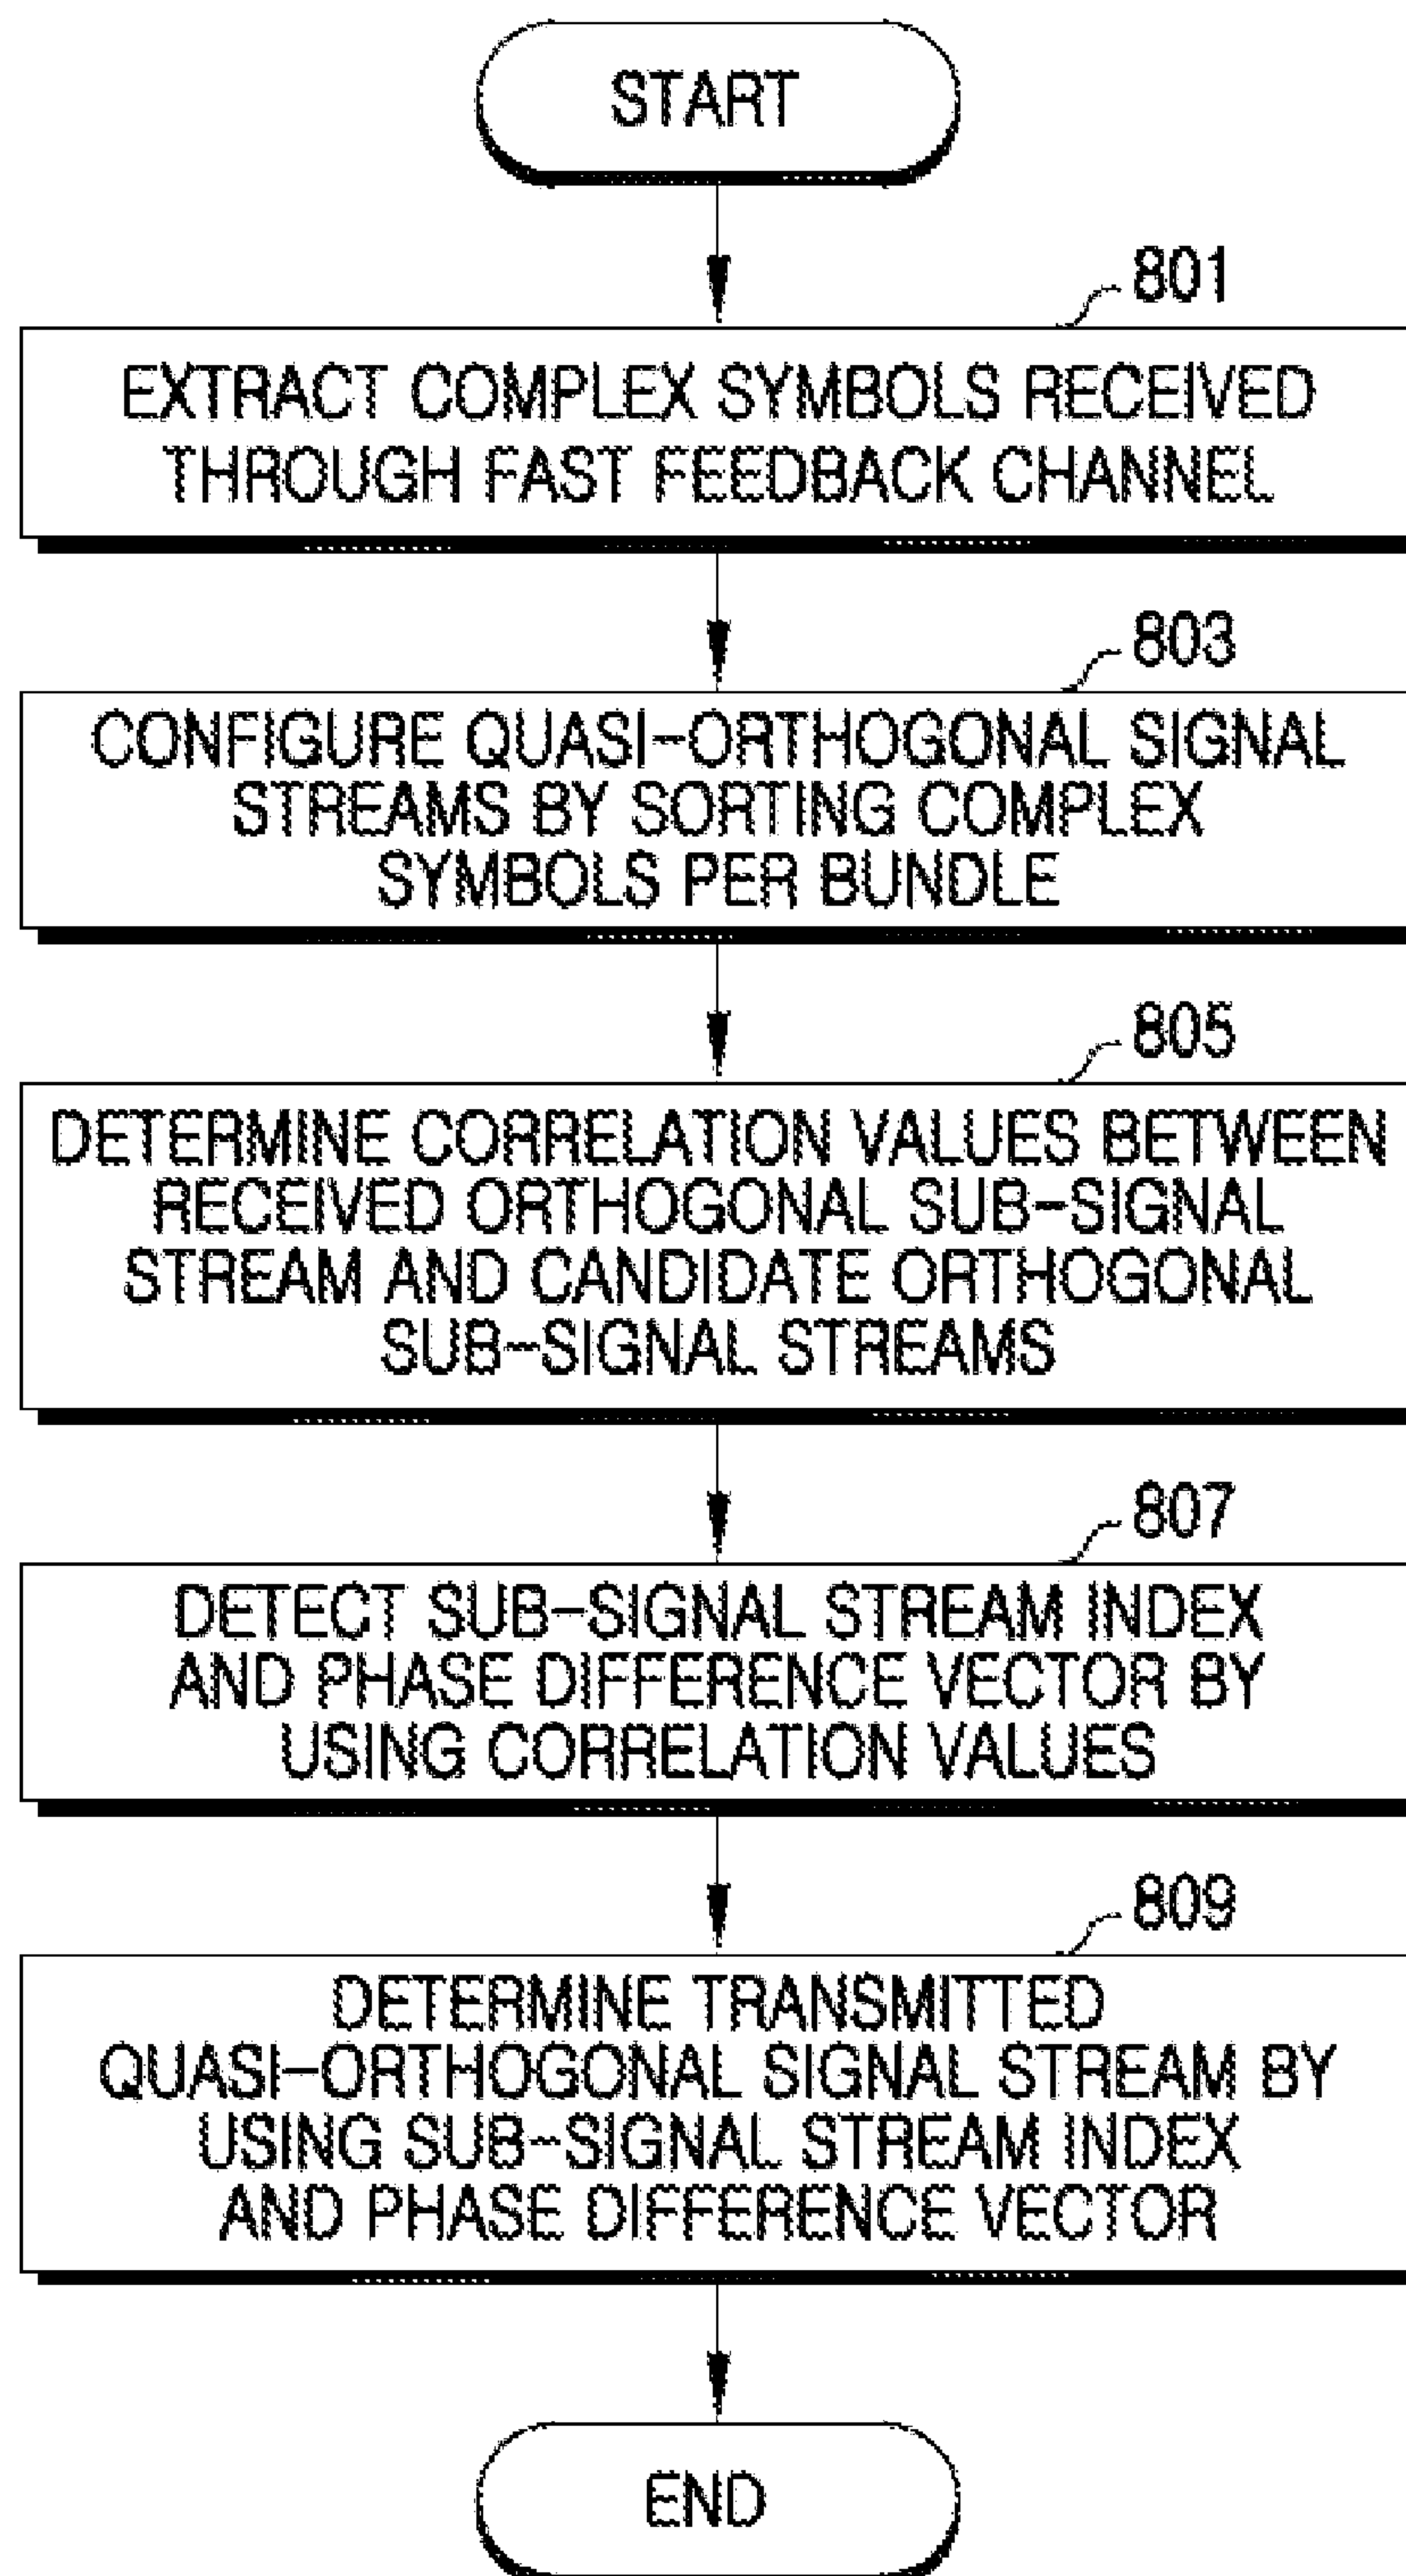 START
801
EXTRACT COMPLEX SYMBOLS RECEIVED
THROUGH FAST FEEDBACK CHANNEL
803
CONFIGURE QUASI-ORTHOGONAL SIGNAL
STREAMS BY SORTING COMPLEX
SYMBOLS PER BUNDLE
805
DETERMINE CORRELATION VALUES BETWEEN
RECEIVED ORTHOGONAL SUB-SIGNAL
STREAM AND CANDIDATE ORTHOGONAL
SUB-SIGNAL STREAMS
807
DETECT SUB-SIGNAL STREAM INDEX
AND PHASE DIFFERENCE VECTOR BY
USING CORRELATION VALUES
809
DETERMINE TRANSMITTED
QUASI-ORTHOGONAL SIGNAL STREAM BY
USING SUB-SIGNAL STREAM INDEX
AND PHASE DIFFERENCE VECTOR
END